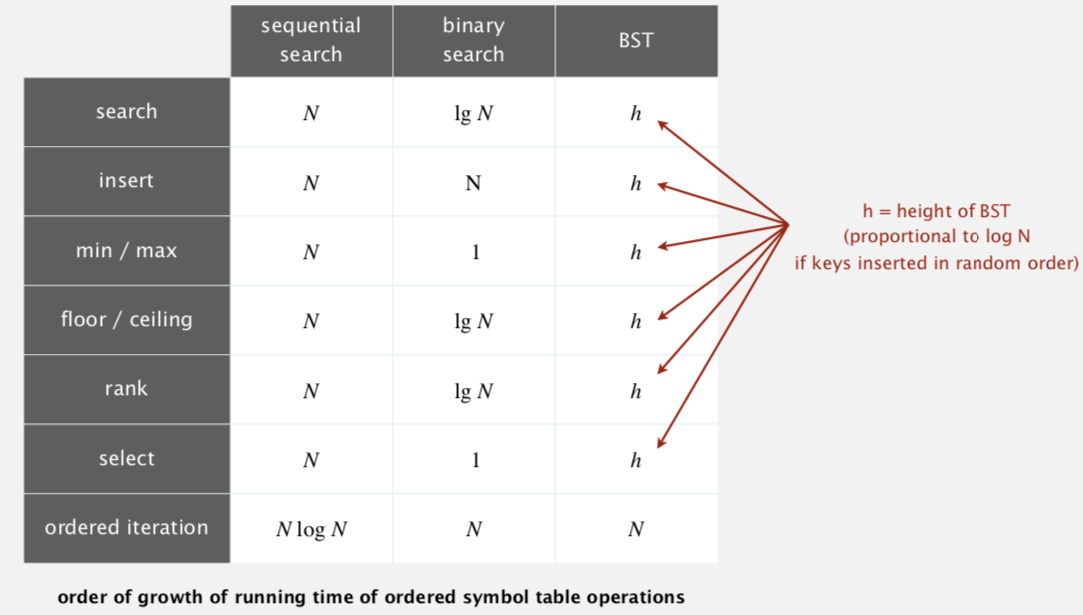 sequential search
binary search
BST
search N lg N h
insert N N h
min / max N 1 h
floor / ceiling N lg N h
rank N lg N h
select N 1 h
ordered iteration N log N N N
h = height of BST
(proportional to log N
if keys inserted in random order)
order of growth of running time of ordered symbol table operations